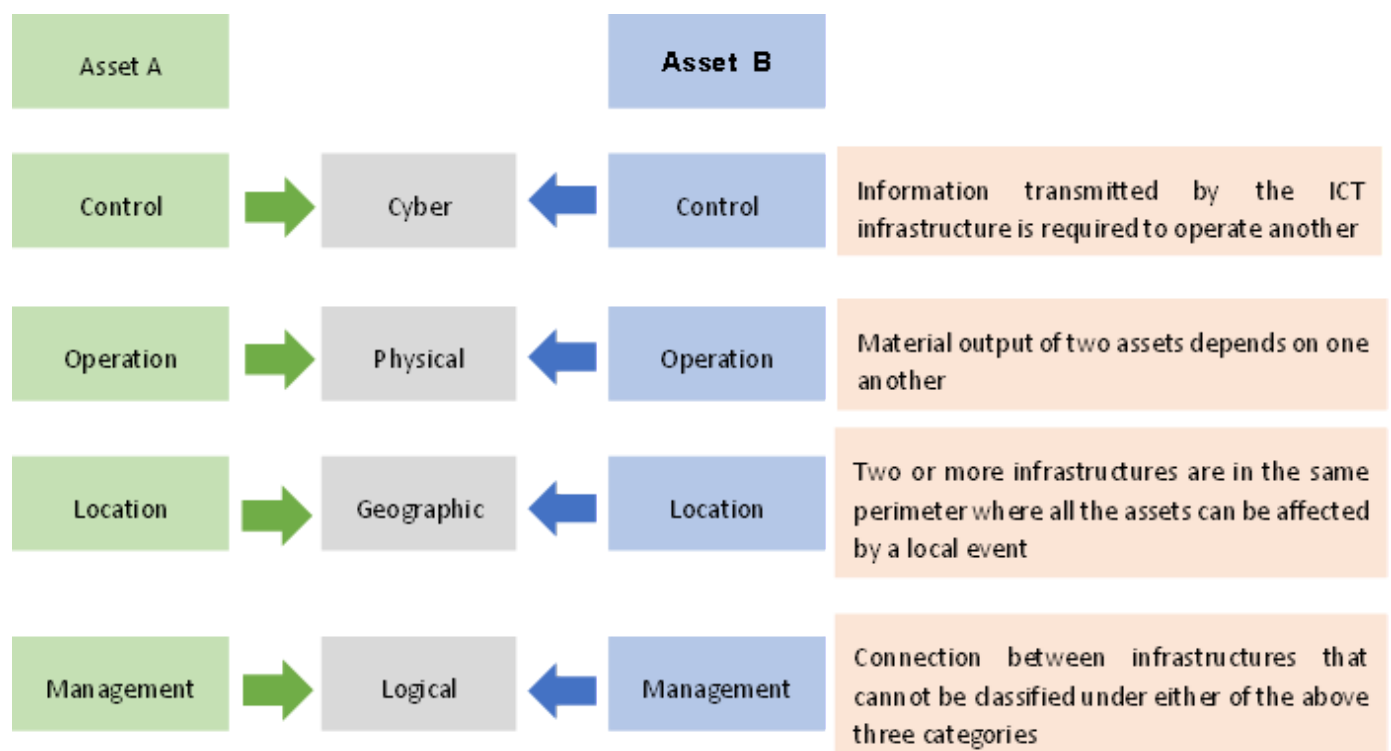 Asset A
Asset B
Control
Cyber
Control
Information transmitted by the ICT
infrastructure is required to operate another
Operation
Physical
Operation
Material output of two assets depends on one
another
Location
Geographic
Location
Two or more infrastructures are in the same
perimeter where all the assets can be affected
by a local event
Management
Logical
Management
Connection between infrastructures that
cannot be classified under either of the above
three categories